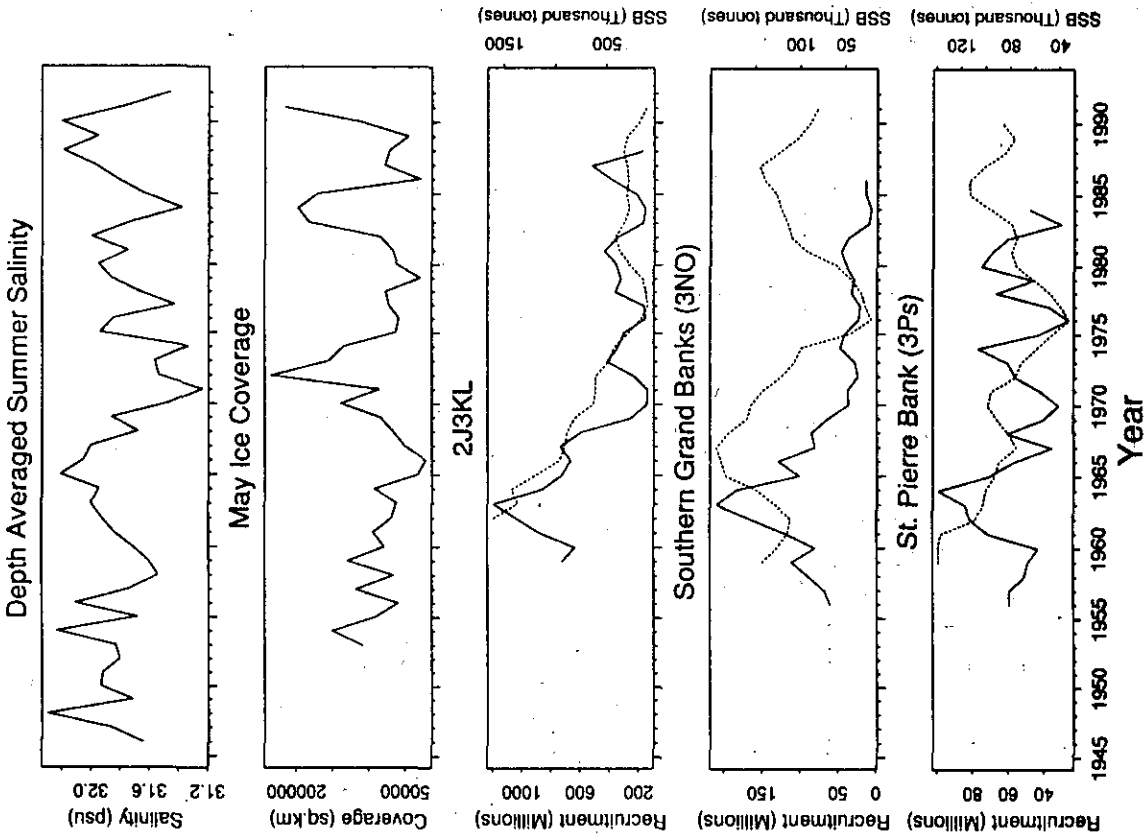 Depth Averaged Summer Salinity
Salinity (psu)
32.0
31.6
31.2
May Ice Coverage
Coverage (sq.km)
200000
50000
2J3KL
Recruitment (Millions)
1000
600
200
SSB (Thousand tonnes)
1500
500
Southern Grand Banks (3NO)
Recruitment (Millions)
150
50
0
SSB (Thousand tonnes)
100
50
St. Pierre Bank (3Ps)
Recruitment (Millions)
80
60
40
SSB (Thousand tonnes)
120
80
40
1945
1950
1955
1960
1965
1970
1975
1980
1985
1990
Year